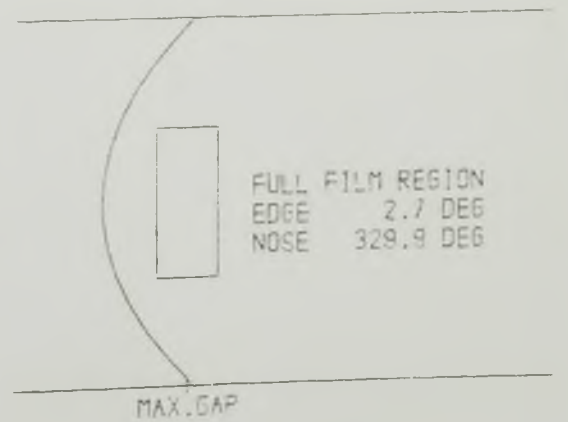 FULL FILM REGION
EDGE 2.7 DEG
NOSE 329.9 DEG
MAX.GAP